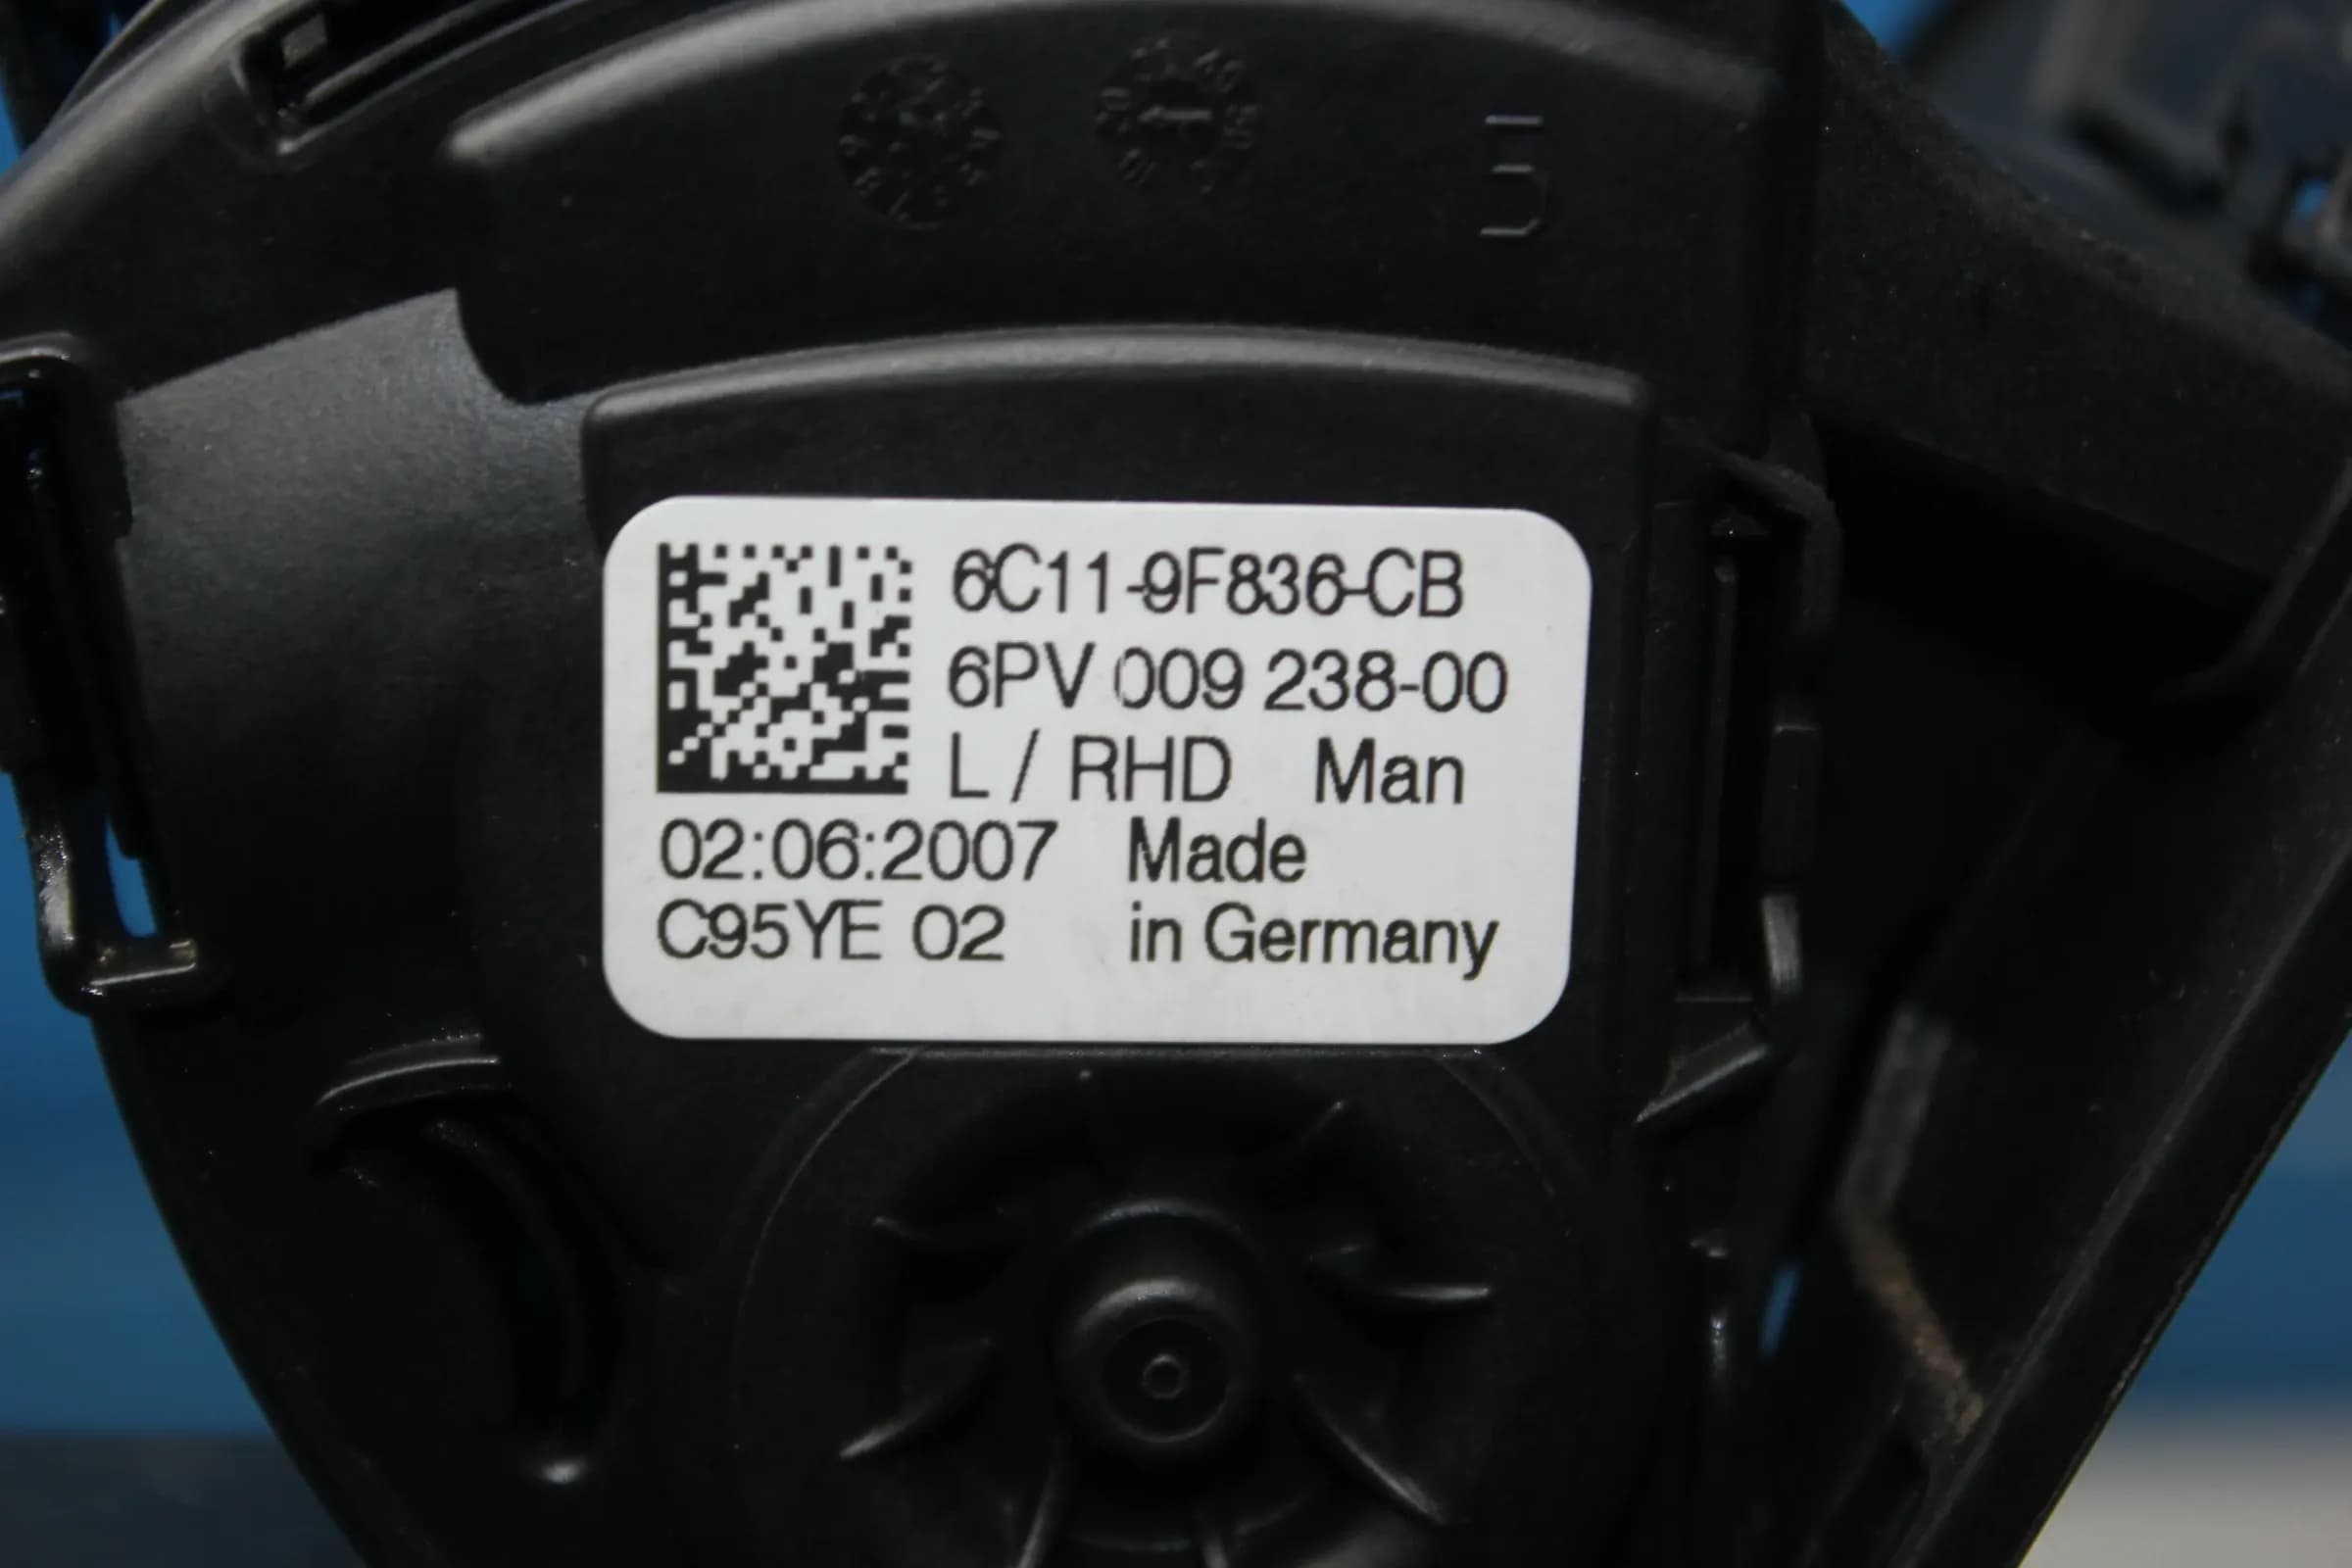 6C11-9F836-CB
6PV 009 238-00
L / RHD Man
02:06:2007 Made
C95YE 02 in Germany